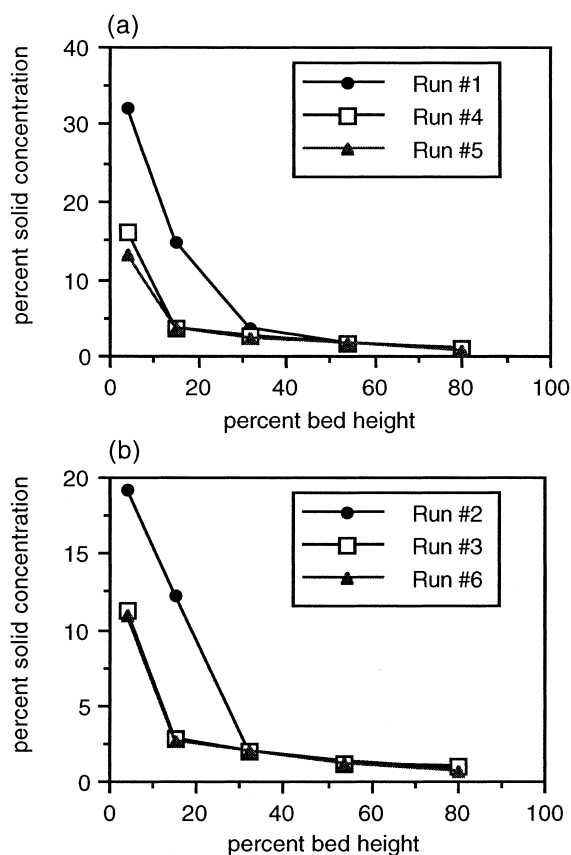 (a)
40
30
20
10
0
percent solid concentration
Run #1
Run #4
Run #5
0 20 40 60 80 100
percent bed height
(b)
20
15
10
5
0
percent solid concentration
Run #2
Run #3
Run #6
0 20 40 60 80 100
percent bed height